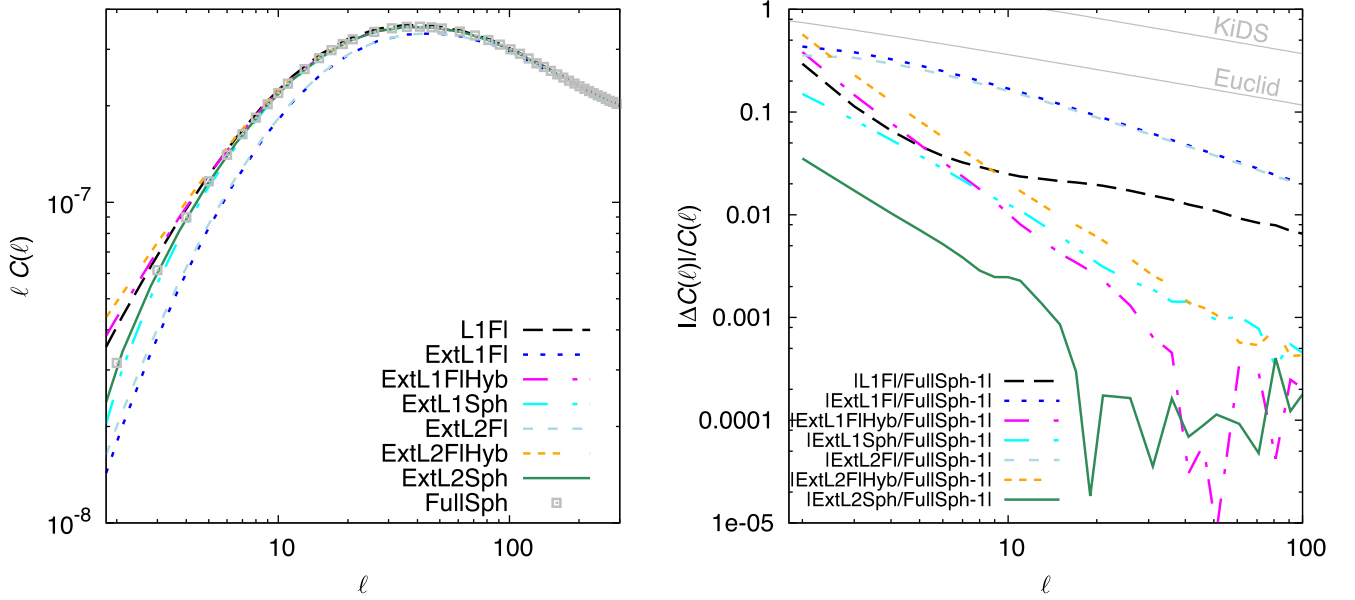 10⁻⁷
10⁻⁸
10
100
ℓ C(ℓ)
ℓ
L1Fl
ExtL1Fl
ExtL1FlHyb
ExtL1Sph
ExtL2Fl
ExtL2FlHyb
ExtL2Sph
FullSph
1
0.1
0.01
0.001
0.0001
1e-05
10
100
|ΔC(ℓ)|/C(ℓ)
ℓ
KiDS
Euclid
|L1Fl/FullSph-1|
|ExtL1Fl/FullSph-1|
|ExtL1FlHyb/FullSph-1|
|ExtL1Sph/FullSph-1|
|ExtL2Fl/FullSph-1|
|ExtL2FlHyb/FullSph-1|
|ExtL2Sph/FullSph-1|